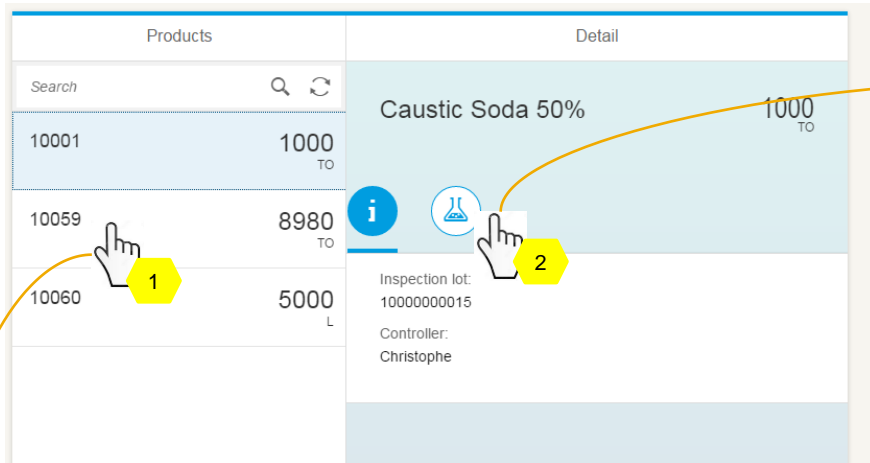 Products
Detail
Search
10001
1000
TO
10059
8980
TO
1
10060
5000
L
Caustic Soda 50%
1000
TO
i
2
Inspection lot:
10000000015
Controller:
Christophe